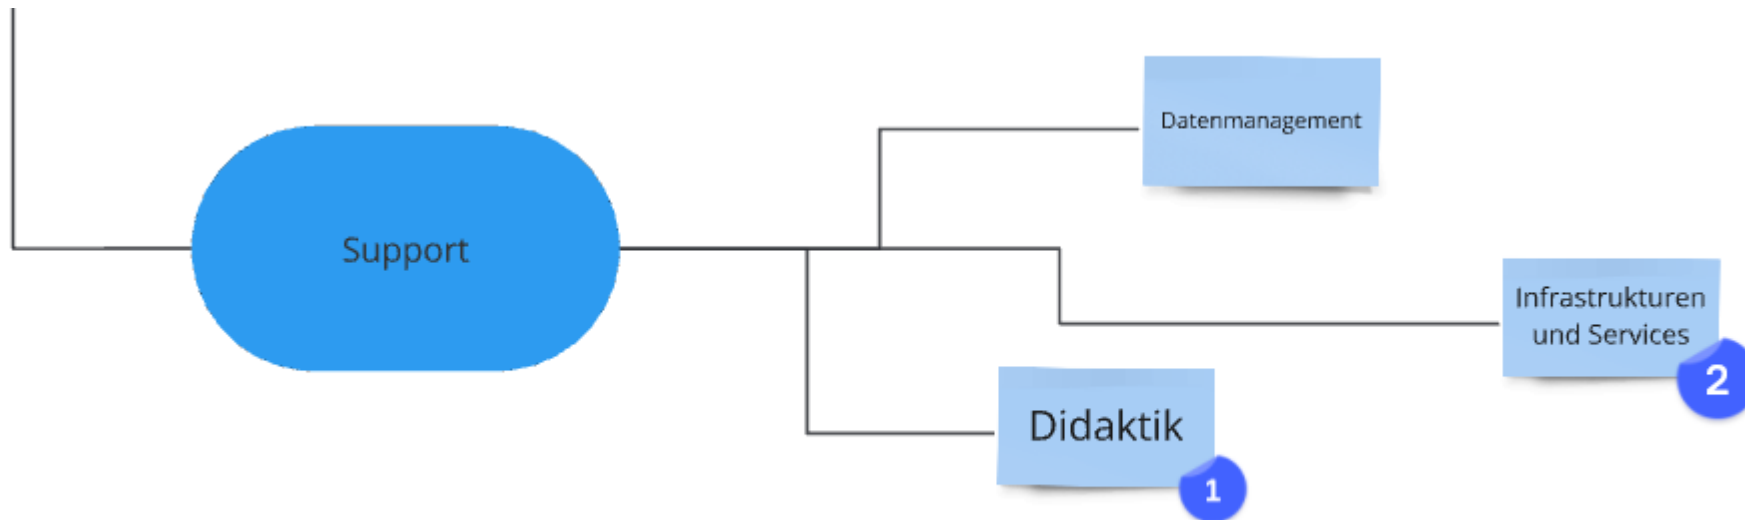 Support
Datenmanagement
Infrastrukturen
und Services
2
Didaktik
1